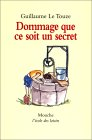 Guillaume Le Touze
Dommage que
ce soit un secret
Mouche
l'école des loisirs